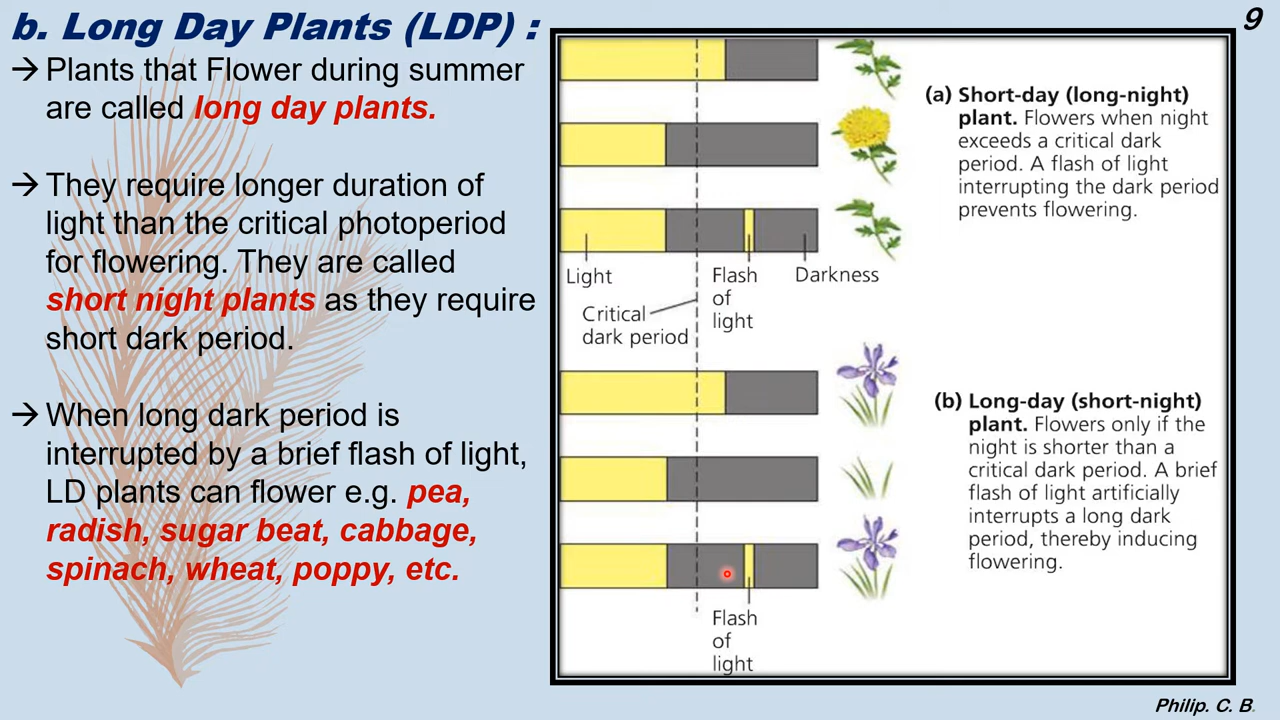 b. Long Day Plants (LDP) :
9
→ Plants that Flower during summer
are called long day plants.
→ They require longer duration of
light than the critical photoperiod
for flowering. They are called
short night plants as they require
short dark period.
→ When long dark period is
interrupted by a brief flash of light,
LD plants can flower e.g. pea,
radish, sugar beat, cabbage,
spinach, wheat, poppy, etc.
(a) Short-day (long-night)
plant. Flowers when night
exceeds a critical dark
period. A flash of light
interrupting the dark period
prevents flowering.
Light
Flash
of
light
Darkness
Critical
dark period
(b) Long-day (short-night)
plant. Flowers only if the
night is shorter than a
critical dark period. A brief
flash of light artificially
interrupts a long dark
period, thereby inducing
flowering.
Flash
of
light
Philip. C. B.